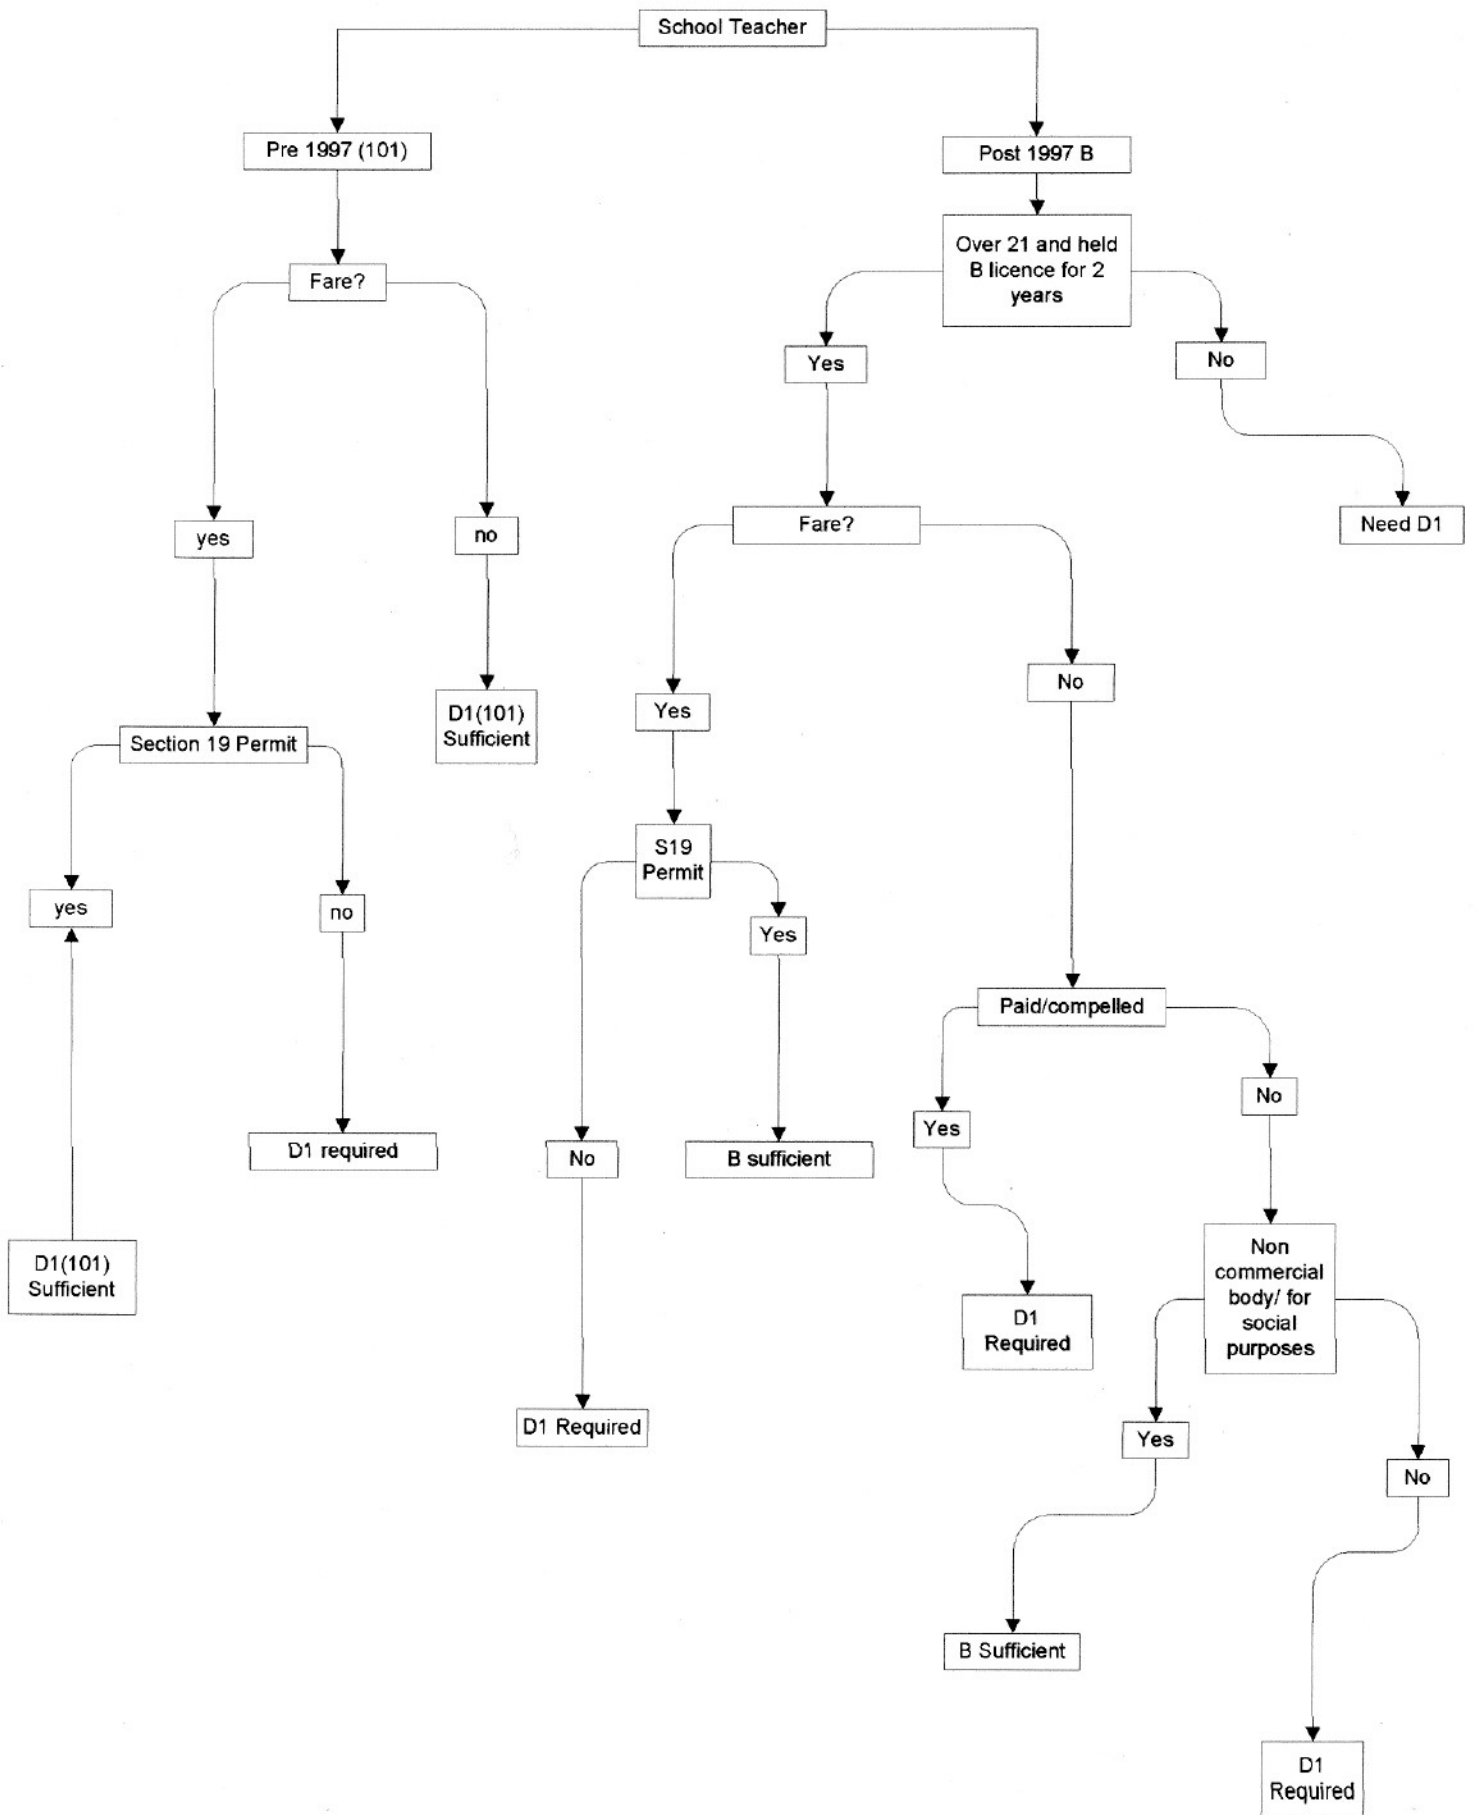 School Teacher
Pre 1997 (101)
Post 1997 B
Over 21 and held
B licence for 2
years
Fare?
Yes
No
yes
no
Fare?
Need D1
Yes
No
D1(101)
Sufficient
Section 19 Permit
S19
Permit
yes
no
Yes
Paid/compelled
No
Yes
D1 required
No
B sufficient
D1(101)
Sufficient
Non
commercial
body/ for
social
purposes
D1
Required
D1 Required
Yes
No
B Sufficient
D1
Required